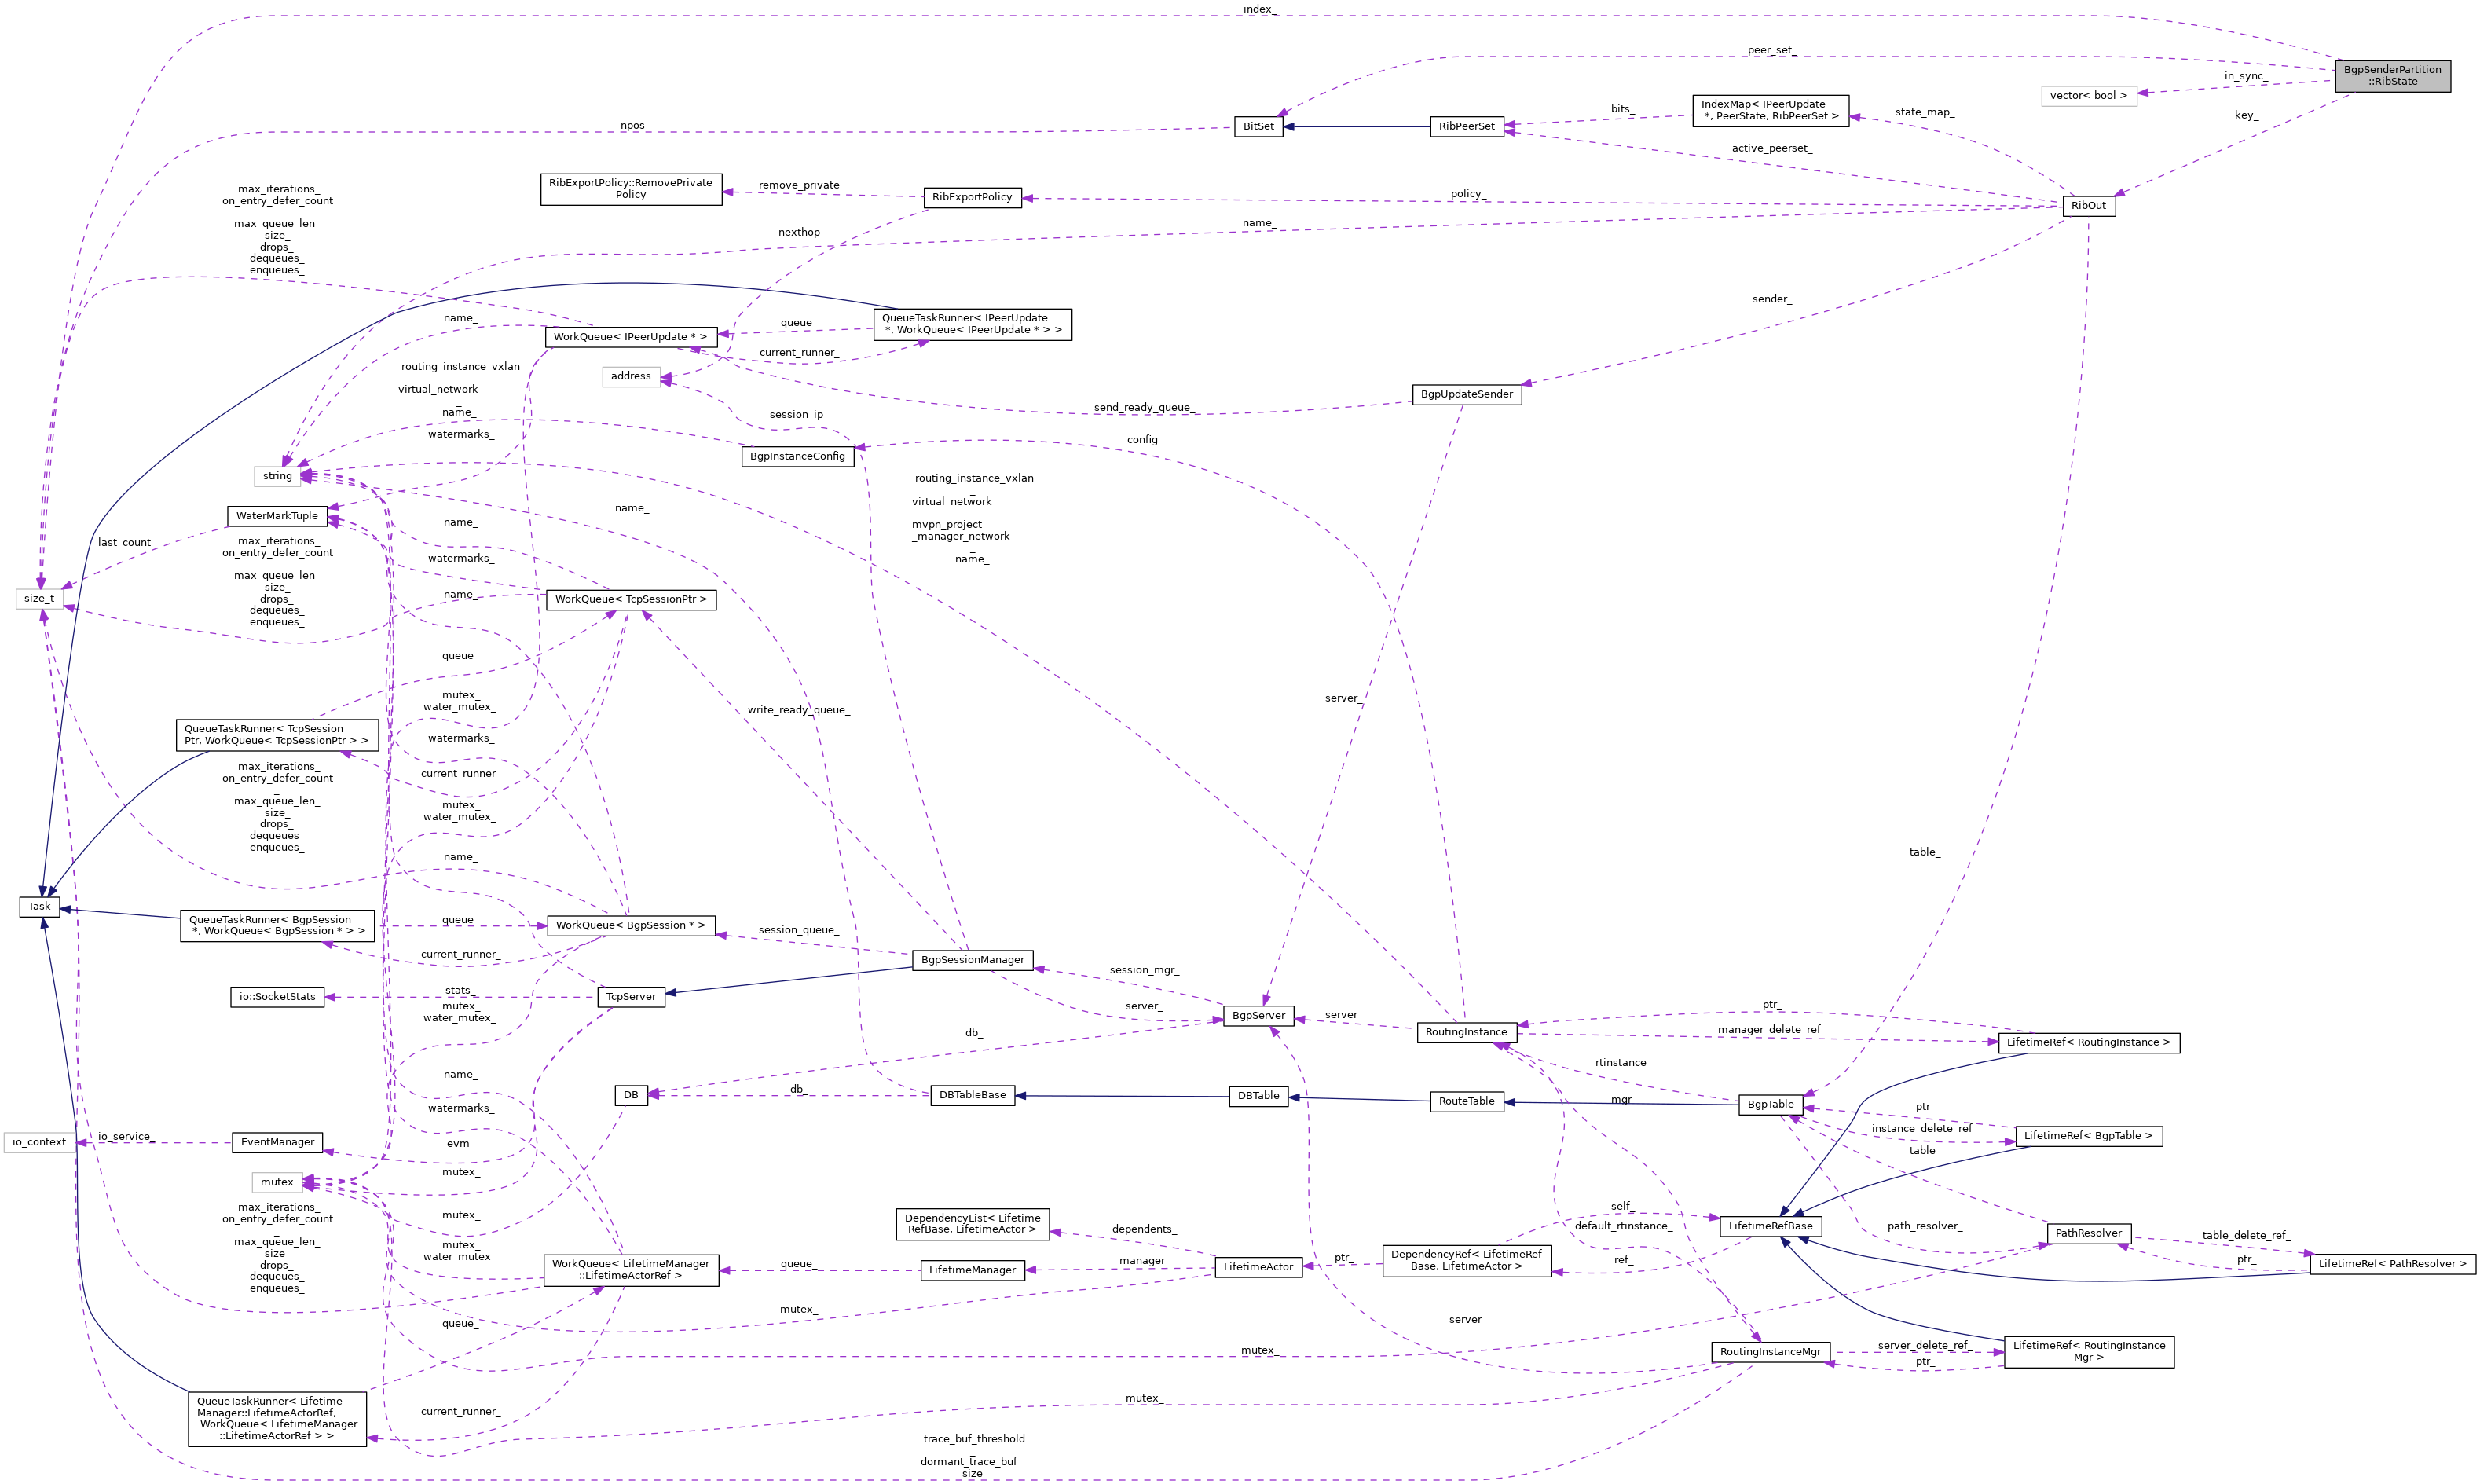 index_
peer_set_
BgpSenderPartition
::RibState
in_sync_
vector< bool >
key_
IndexMap< IPeerUpdate
*, PeerState, RibPeerSet >
bits_
state_map_
npos
BitSet
RibPeerSet
active_peerset_
RibExportPolicy::RemovePrivate
Policy
remove_private
RibExportPolicy
policy_
RibOut
max_iterations_
on_entry_defer_count
_
max_queue_len_
size_
drops_
dequeues_
enqueues_
nexthop
name_
sender_
name_
WorkQueue< IPeerUpdate * >
queue_
QueueTaskRunner< IPeerUpdate
*, WorkQueue< IPeerUpdate * > >
current_runner_
routing_instance_vxlan
_
virtual_network
_
name_
address
BgpUpdateSender
send_ready_queue_
session_ip_
watermarks_
BgpInstanceConfig
config_
string
routing_instance_vxlan
_
virtual_network
_
mvpn_project
_manager_network
_
name_
WaterMarkTuple
name_
name_
last_count_
max_iterations_
on_entry_defer_count
_
max_queue_len_
size_
drops_
dequeues_
enqueues_
watermarks_
name_
size_t
WorkQueue< TcpSessionPtr >
queue_
mutex_
water_mutex_
write_ready_queue_
server_
QueueTaskRunner< TcpSession
Ptr, WorkQueue< TcpSessionPtr > >
watermarks_
current_runner_
max_iterations_
on_entry_defer_count
_
max_queue_len_
size_
drops_
dequeues_
enqueues_
mutex_
water_mutex_
table_
name_
Task
QueueTaskRunner< BgpSession
*, WorkQueue< BgpSession * > >
queue_
WorkQueue< BgpSession * >
session_queue_
current_runner_
BgpSessionManager
session_mgr_
io::SocketStats
stats_
TcpServer
mutex_
water_mutex_
server_
BgpServer
server_
RoutingInstance
ptr_
manager_delete_ref_
LifetimeRef< RoutingInstance >
db_
rtinstance_
name_
DB
db_
DBTableBase
DBTable
RouteTable
mgr_
BgpTable
ptr_
instance_delete_ref_
LifetimeRef< BgpTable >
watermarks_
io_context
io_service_
EventManager
evm_
table_
mutex_
mutex
max_iterations_
on_entry_defer_count
_
max_queue_len_
size_
drops_
dequeues_
enqueues_
mutex_
DependencyList< Lifetime
RefBase, LifetimeActor >
dependents_
self_
default_rtinstance_
LifetimeRefBase
path_resolver_
PathResolver
table_delete_ref_
mutex_
water_mutex_
WorkQueue< LifetimeManager
::LifetimeActorRef >
queue_
LifetimeManager
manager_
LifetimeActor
ptr_
DependencyRef< LifetimeRef
Base, LifetimeActor >
ref_
ptr_
LifetimeRef< PathResolver >
mutex_
queue_
server_
mutex_
RoutingInstanceMgr
server_delete_ref_
ptr_
LifetimeRef< RoutingInstance
Mgr >
QueueTaskRunner< Lifetime
Manager::LifetimeActorRef,
WorkQueue< LifetimeManager
::LifetimeActorRef > >
current_runner_
mutex_
trace_buf_threshold
_
dormant_trace_buf
_size_